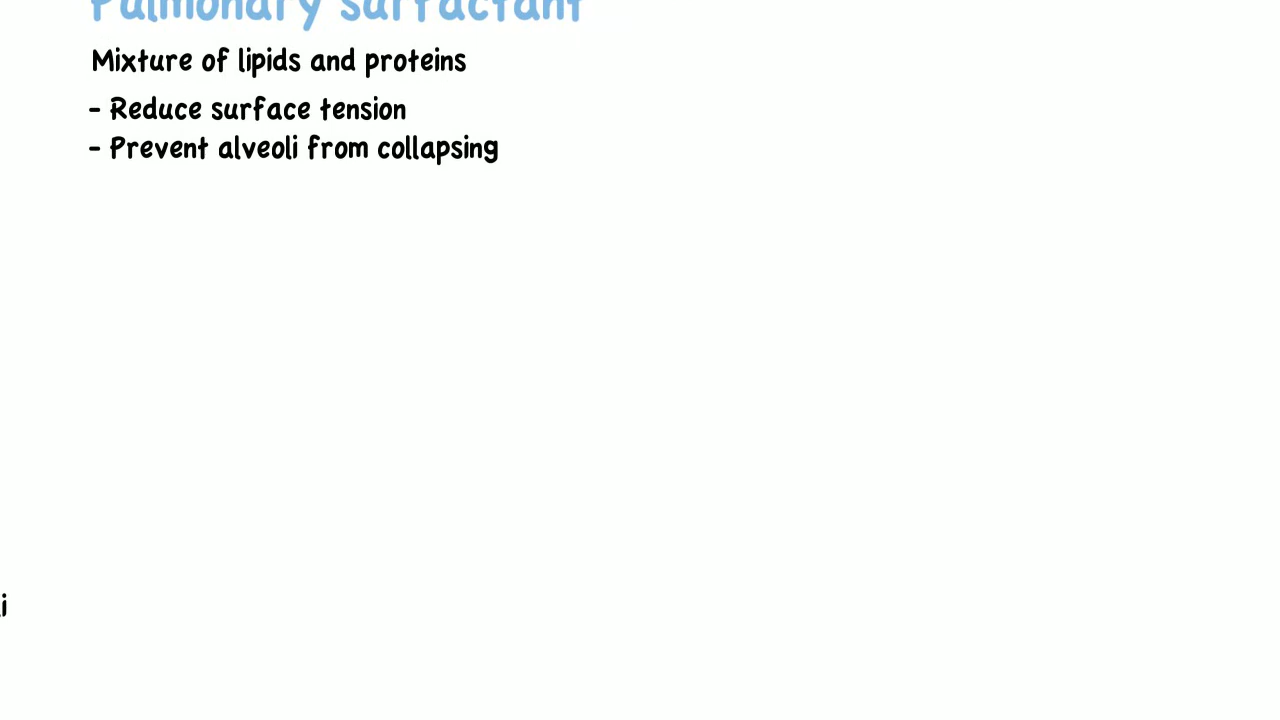 Pulmonary surfactant
Mixture of lipids and proteins
- Reduce surface tension
- Prevent alveoli from collapsing
i